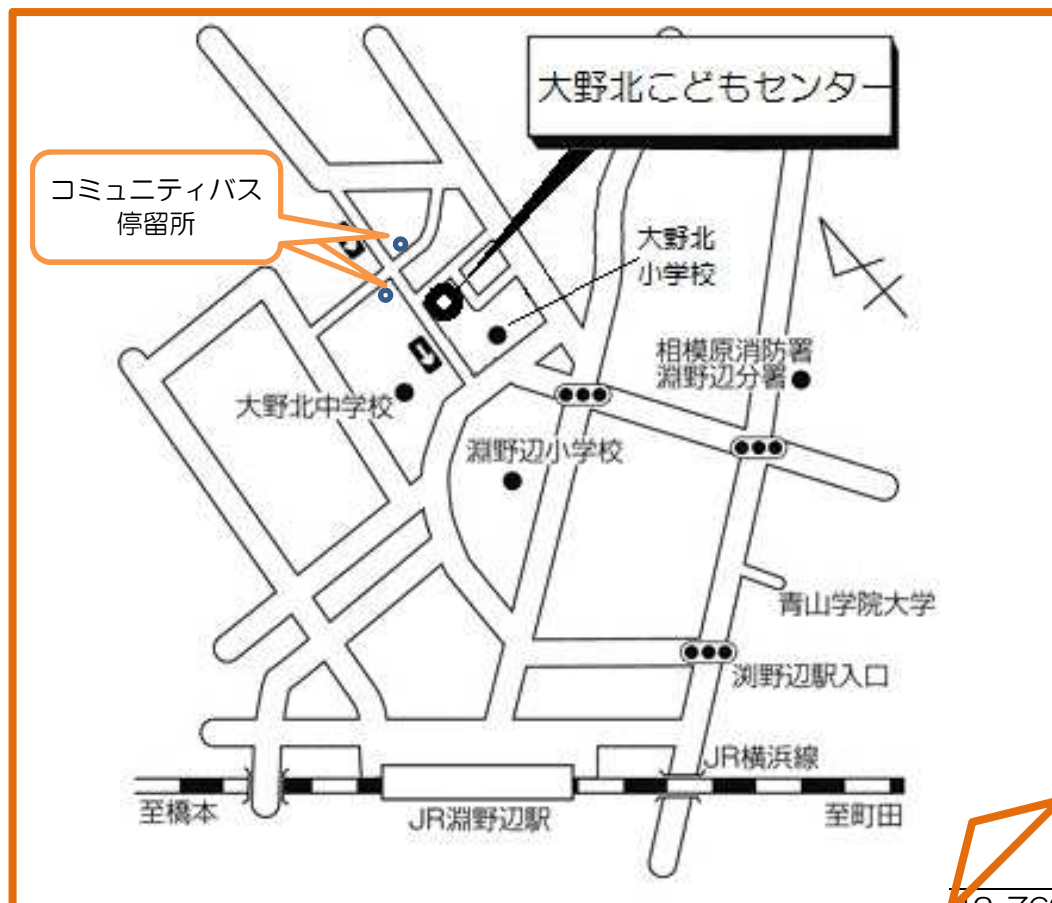 大野北こどもセンター
コミュニティバス
停留所
大野北
小学校
相模原消防署
淵野辺分署
大野北中学校
淵野辺小学校
青山学院大学
渕野辺駅入口
JR横浜線
至橋本
JR淵野辺駅
至町田